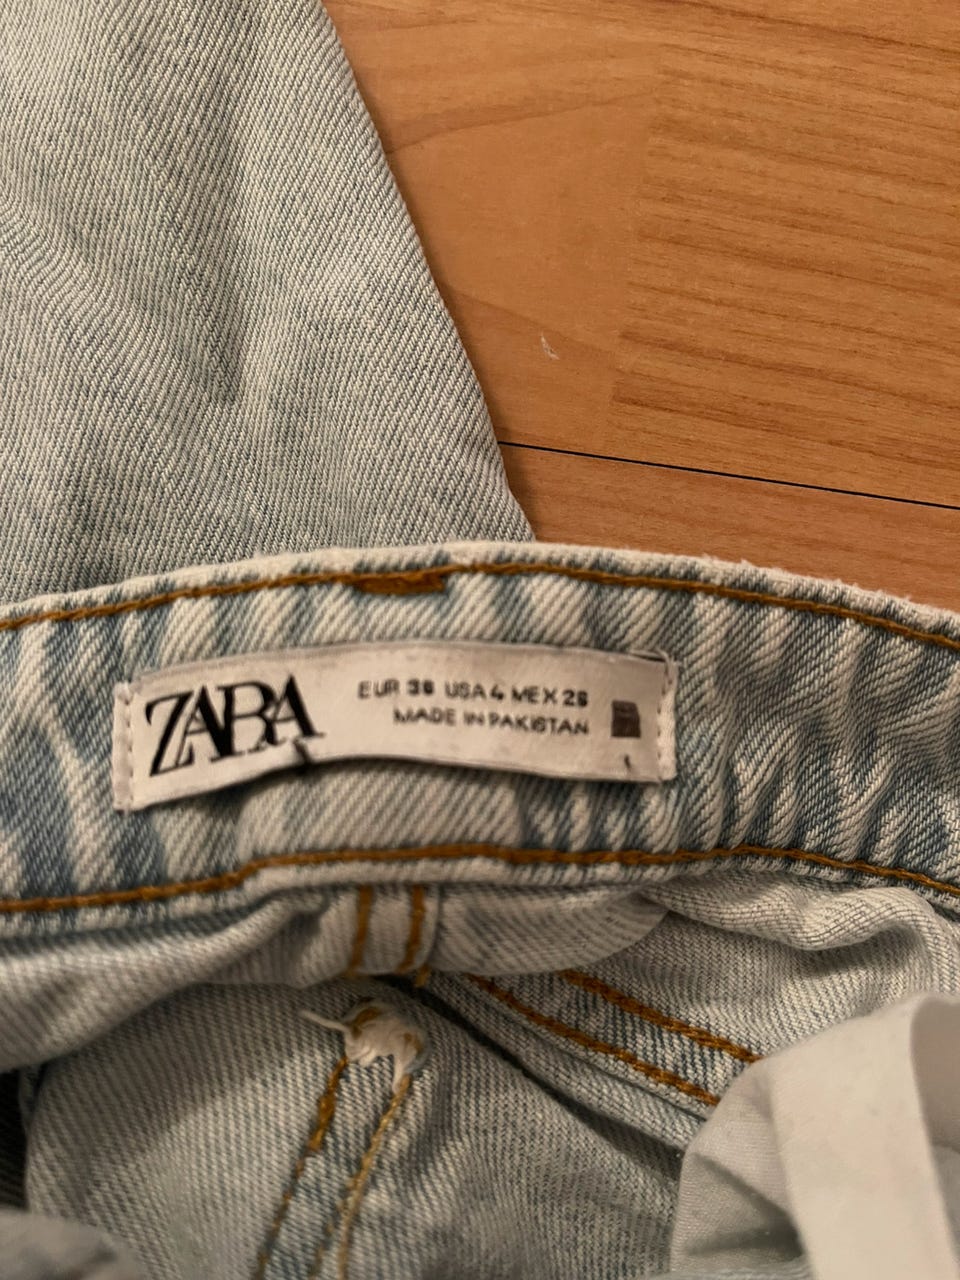 ZARA
EUR 36 USA 4 MEX 26
MADE IN PAKISTAN